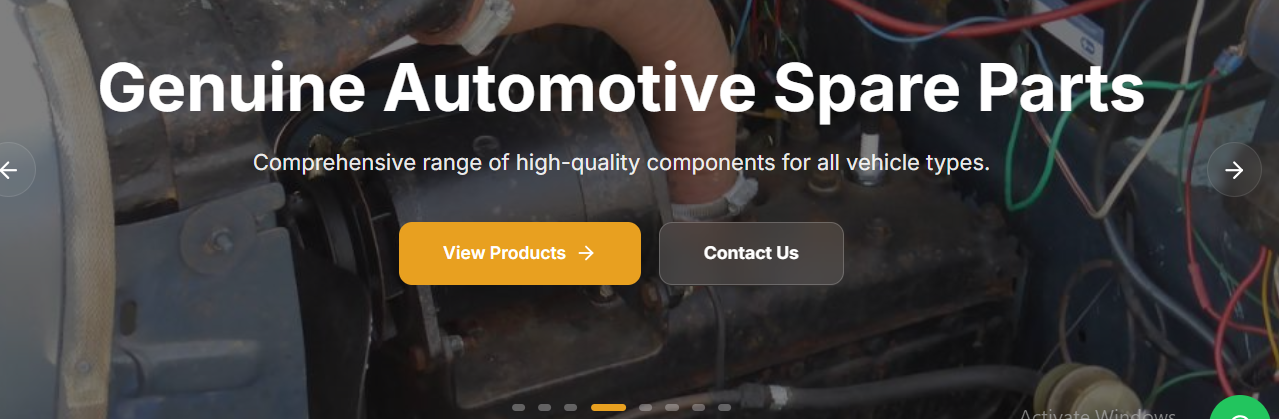 Genuine Automotive Spare Parts
Comprehensive range of high-quality components for all vehicle types.
View Products →
Contact Us
Activate Windows